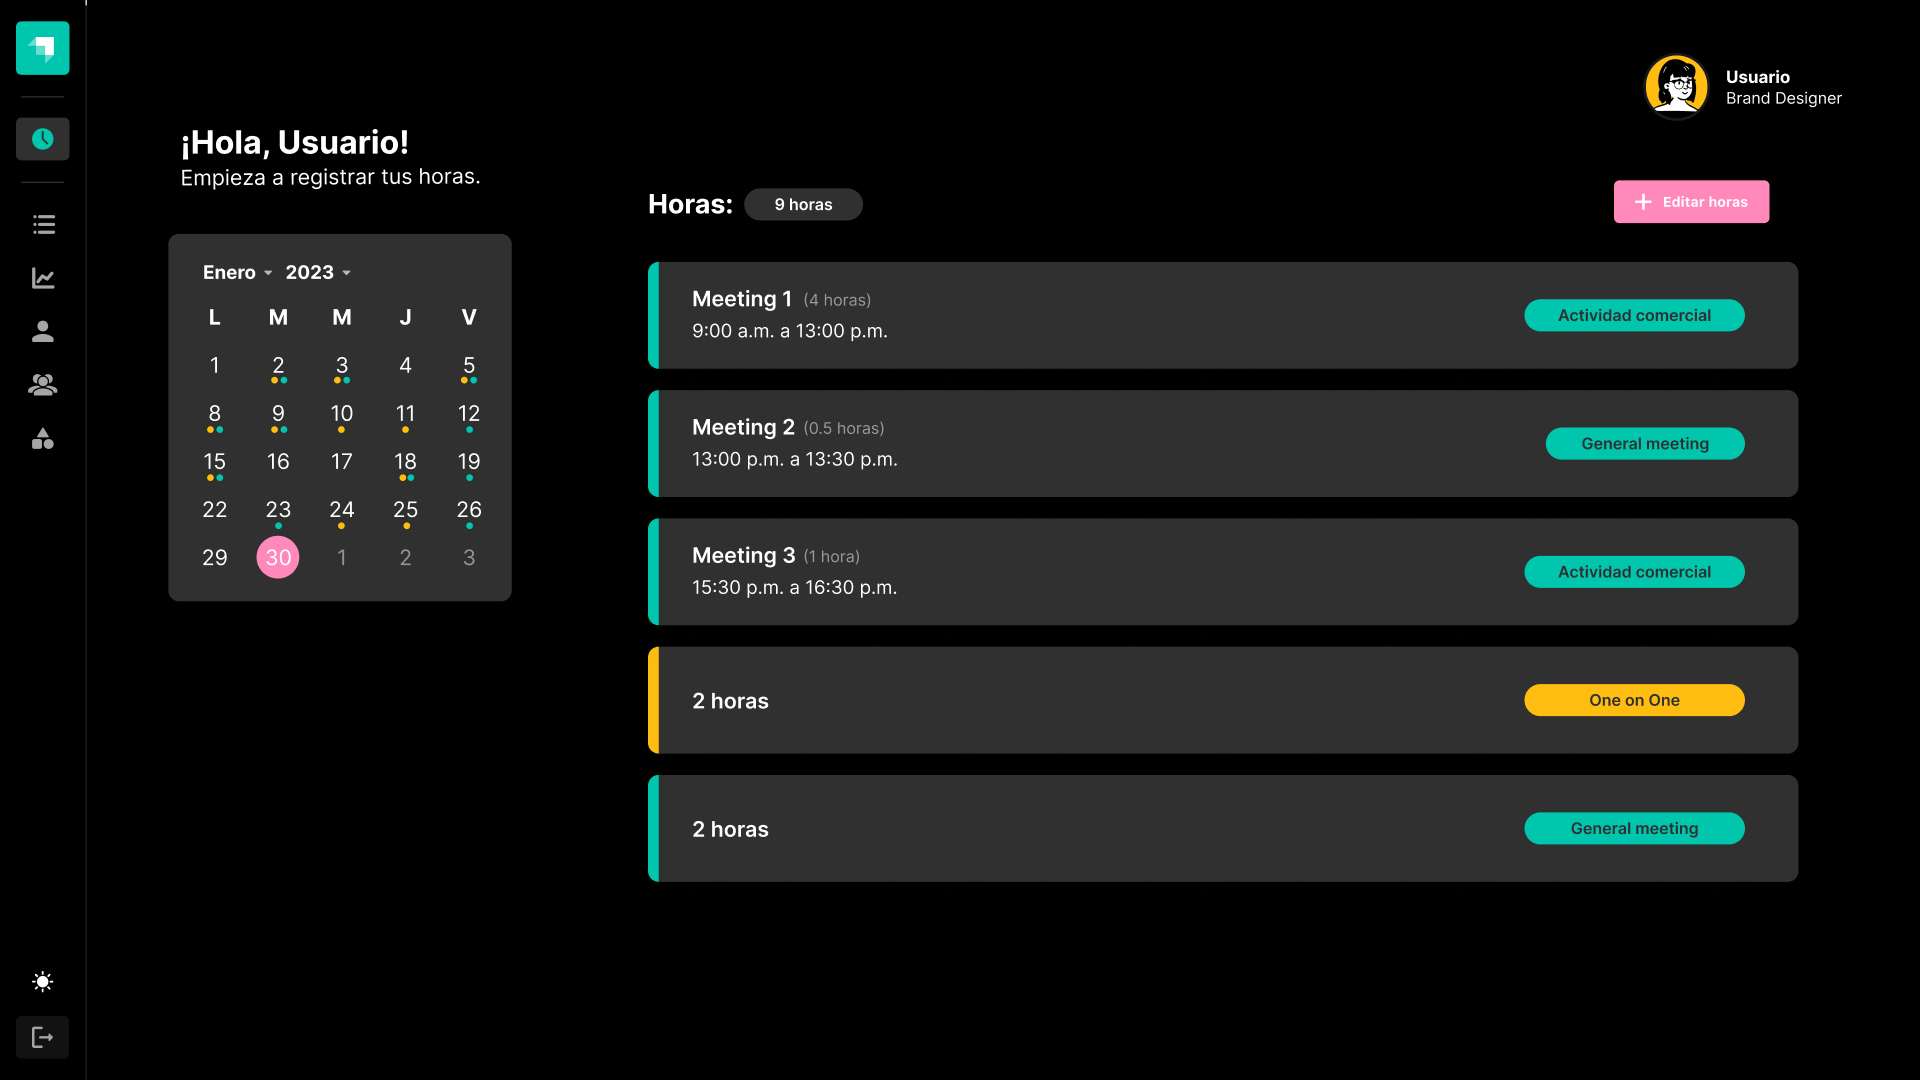 Usuario
Brand Designer
¡Hola, Usuario!
Empieza a registrar tus horas.
Horas: 9 horas
+ Editar horas
Enero 2023
L M M J V
1 2 3 4 5
8 9 10 11 12
15 16 17 18 19
22 23 24 25 26
29 30 1 2 3
Meeting 1 (4 horas)
9:00 a.m. a 13:00 p.m.
Actividad comercial
Meeting 2 (0.5 horas)
13:00 p.m. a 13:30 p.m.
General meeting
Meeting 3 (1 hora)
15:30 p.m. a 16:30 p.m.
Actividad comercial
2 horas
One on One
2 horas
General meeting